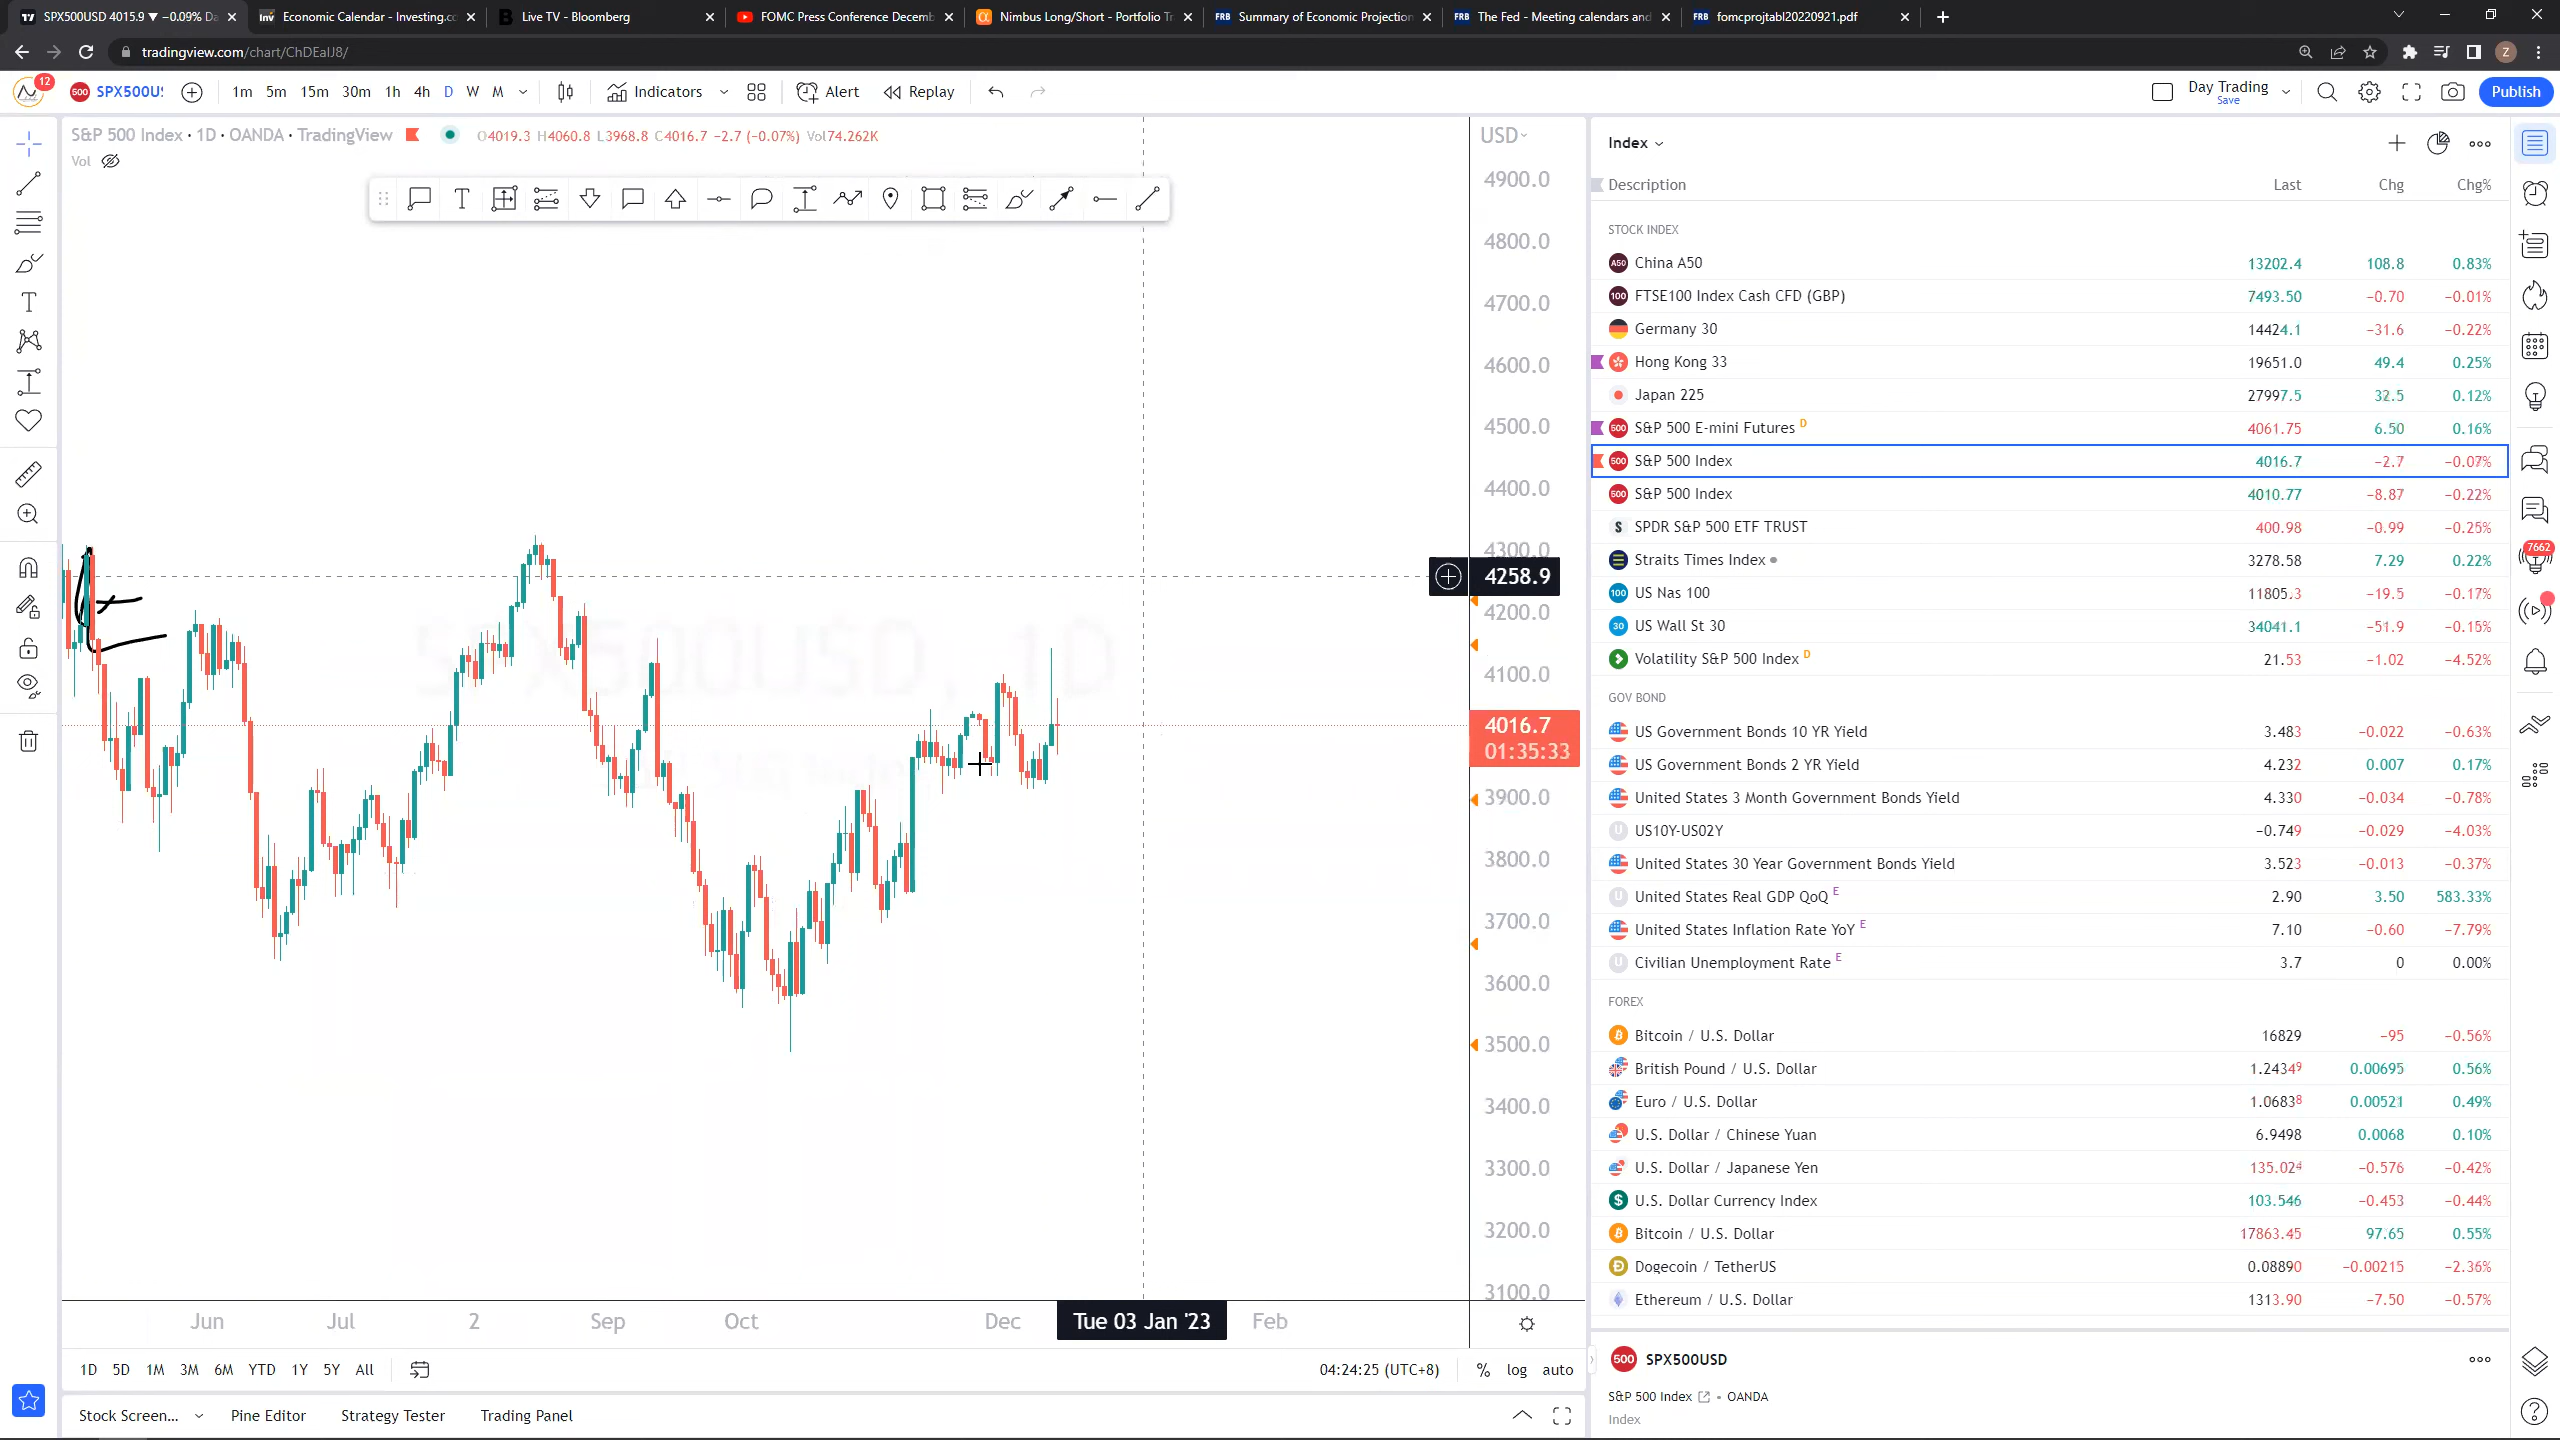 SPX500USD 4015.9 ▼ −0.09% Da
Economic Calendar - Investing.co
Live TV - Bloomberg
FOMC Press Conference Decemb
Nimbus Long/Short - Portfolio Tr
Summary of Economic Projection
The Fed - Meeting calendars and
fomcprojtabl20220921.pdf
tradingview.com/chart/ChDEaIJ8/
12
SPX500U
1m 5m 15m 30m 1h 4h D W M
Indicators
Alert
Replay
Day Trading
Save
Publish
S&P 500 Index · 1D · OANDA · TradingView
O4019.3 H4060.8 L3968.8 C4016.7 −2.7 (−0.07%) Vol74.262K
Vol
USD
4900.0
4800.0
4700.0
4600.0
4500.0
4400.0
4300.0
4258.9
4200.0
4100.0
4016.7
01:35:33
3900.0
3800.0
3700.0
3600.0
3500.0
3400.0
3300.0
3200.0
3100.0
SPX500USD, 1D
Jun Jul 2 Sep Oct Dec Tue 03 Jan '23 Feb
1D 5D 1M 3M 6M YTD 1Y 5Y All
04:24:25 (UTC+8) % log auto
Stock Screen... Pine Editor Strategy Tester Trading Panel
Index
Description Last Chg Chg%
STOCK INDEX
China A50 13202.4 108.8 0.83%
FTSE100 Index Cash CFD (GBP) 7493.50 −0.70 −0.01%
Germany 30 14424.1 −31.6 −0.22%
Hong Kong 33 19651.0 49.4 0.25%
Japan 225 27997.5 32.5 0.12%
S&P 500 E-mini Futures D 4061.75 6.50 0.16%
S&P 500 Index 4016.7 −2.7 −0.07%
S&P 500 Index 4010.77 −8.87 −0.22%
SPDR S&P 500 ETF TRUST 400.98 −0.99 −0.25%
Straits Times Index 3278.58 7.29 0.22%
US Nas 100 11805.3 −19.5 −0.17%
US Wall St 30 34041.1 −51.9 −0.15%
Volatility S&P 500 Index D 21.53 −1.02 −4.52%
GOV BOND
US Government Bonds 10 YR Yield 3.483 −0.022 −0.63%
US Government Bonds 2 YR Yield 4.232 0.007 0.17%
United States 3 Month Government Bonds Yield 4.330 −0.034 −0.78%
US10Y-US02Y −0.749 −0.029 −4.03%
United States 30 Year Government Bonds Yield 3.523 −0.013 −0.37%
United States Real GDP QoQ E 2.90 3.50 583.33%
United States Inflation Rate YoY E 7.10 −0.60 −7.79%
Civilian Unemployment Rate E 3.7 0 0.00%
FOREX
Bitcoin / U.S. Dollar 16829 −95 −0.56%
British Pound / U.S. Dollar 1.24349 0.00695 0.56%
Euro / U.S. Dollar 1.06838 0.00521 0.49%
U.S. Dollar / Chinese Yuan 6.9498 0.0068 0.10%
U.S. Dollar / Japanese Yen 135.024 −0.576 −0.42%
U.S. Dollar Currency Index 103.546 −0.453 −0.44%
Bitcoin / U.S. Dollar 17863.45 97.65 0.55%
Dogecoin / TetherUS 0.08890 −0.00215 −2.36%
Ethereum / U.S. Dollar 1313.90 −7.50 −0.57%
SPX500USD
S&P 500 Index • OANDA
Index
7662